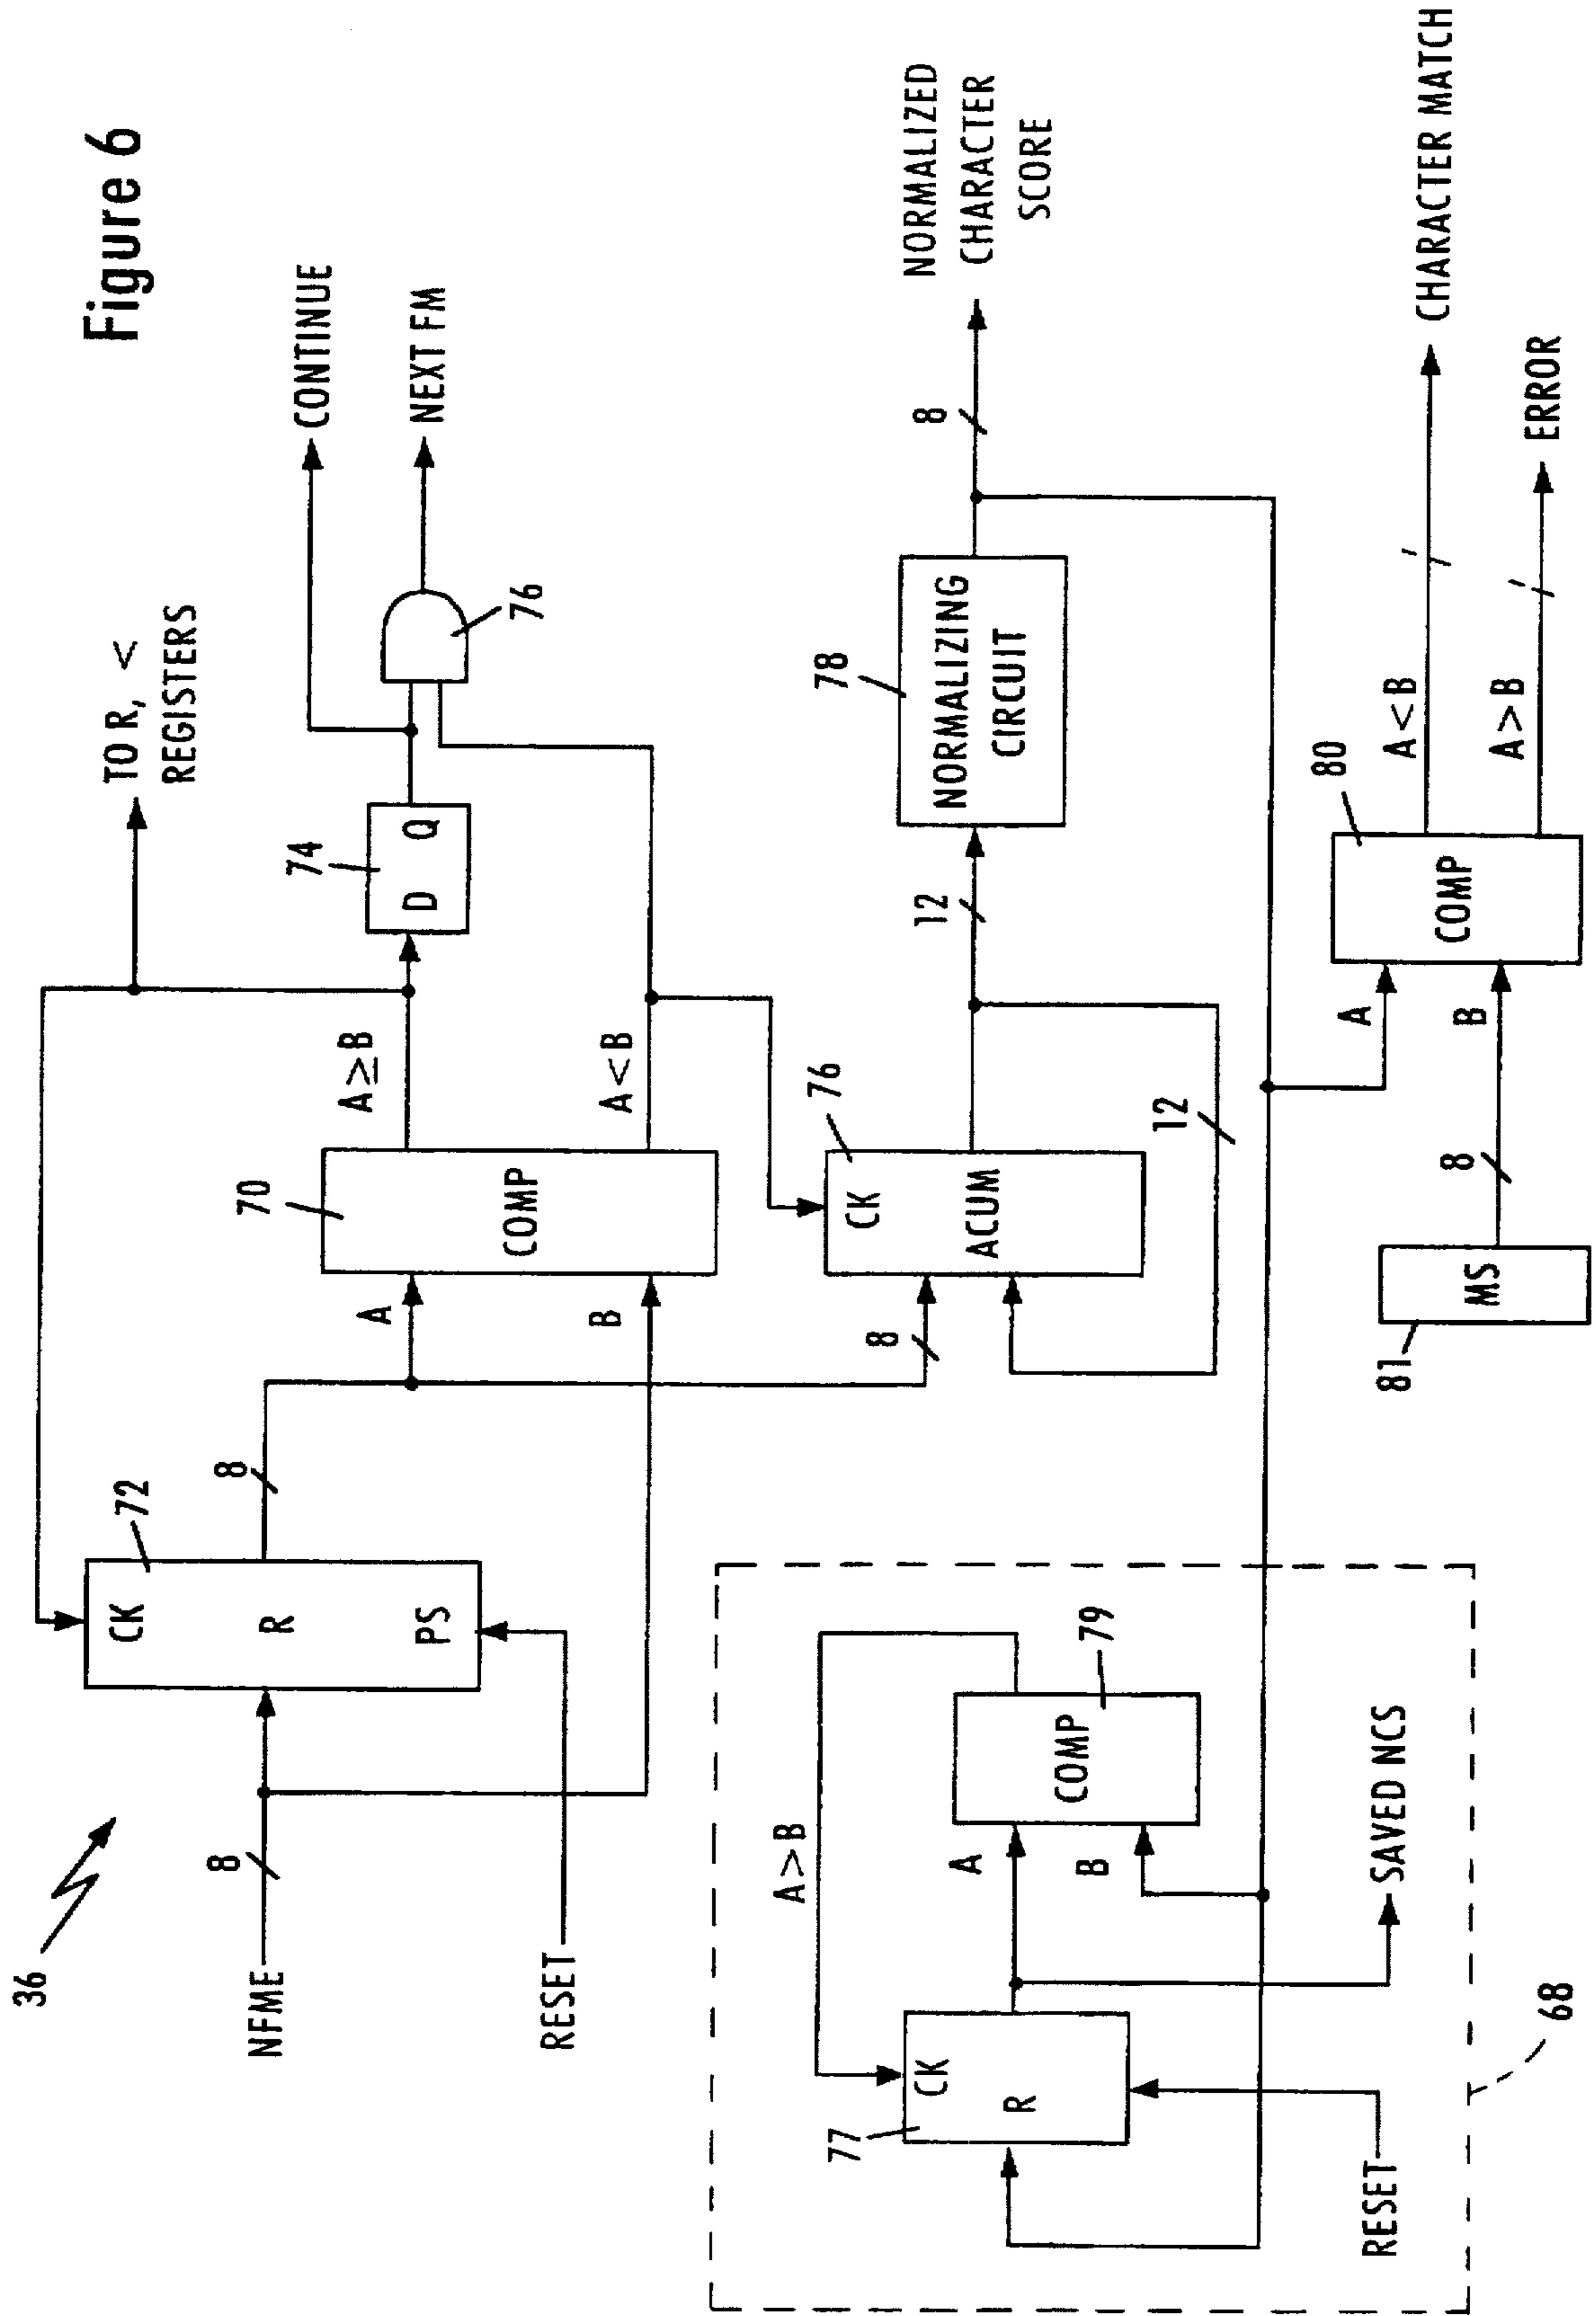 Figure 6
36
TO R, <
REGISTERS
CONTINUE
NEXT FM
72
CK
R
PS
8
NFME
8
RESET
70
COMP
A
B
A≥B
A<B
74
D Q
76
8
76
CK
ACUM
12
12
78
NORMALIZING
CIRCUIT
8
NORMALIZED
CHARACTER
SCORE
77
CK
R
RESET
A>B
A
B
COMP
79
SAVED NCS
68
81
MS
8
A
B
80
COMP
A<B
A>B
CHARACTER MATCH
ERROR